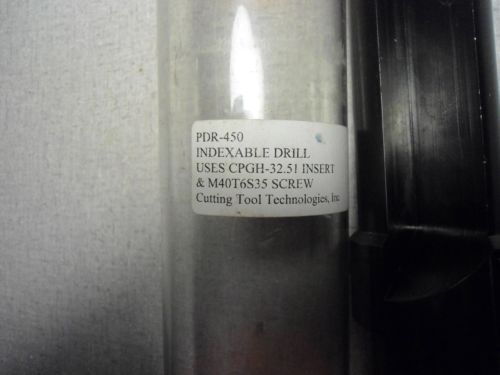 PDR-450
INDEXABLE DRILL
USES CPGH-32.51 INSERT
& M40T6S35 SCREW
Cutting Tool Technologies, Inc